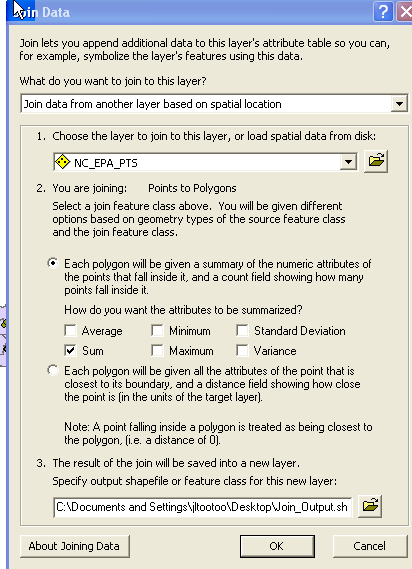 Join Data
Join lets you append additional data to this layer's attribute table so you can,
for example, symbolize the layer's features using this data.
What do you want to join to this layer?
Join data from another layer based on spatial location
1. Choose the layer to join to this layer, or load spatial data from disk:
NC_EPA_PTS
2. You are joining: Points to Polygons
Select a join feature class above. You will be given different
options based on geometry types of the source feature class
and the join feature class.
Each polygon will be given a summary of the numeric attributes of
the points that fall inside it, and a count field showing how many
points fall inside it.
How do you want the attributes to be summarized?
Average Minimum Standard Deviation
Sum Maximum Variance
Each polygon will be given all the attributes of the point that is
closest to its boundary, and a distance field showing how close
the point is (in the units of the target layer).
Note: A point falling inside a polygon is treated as being closest to
the polygon, (i.e. a distance of 0).
3. The result of the join will be saved into a new layer.
Specify output shapefile or feature class for this new layer:
C:\Documents and Settings\jltootoo\Desktop\Join_Output.sh
About Joining Data OK Cancel